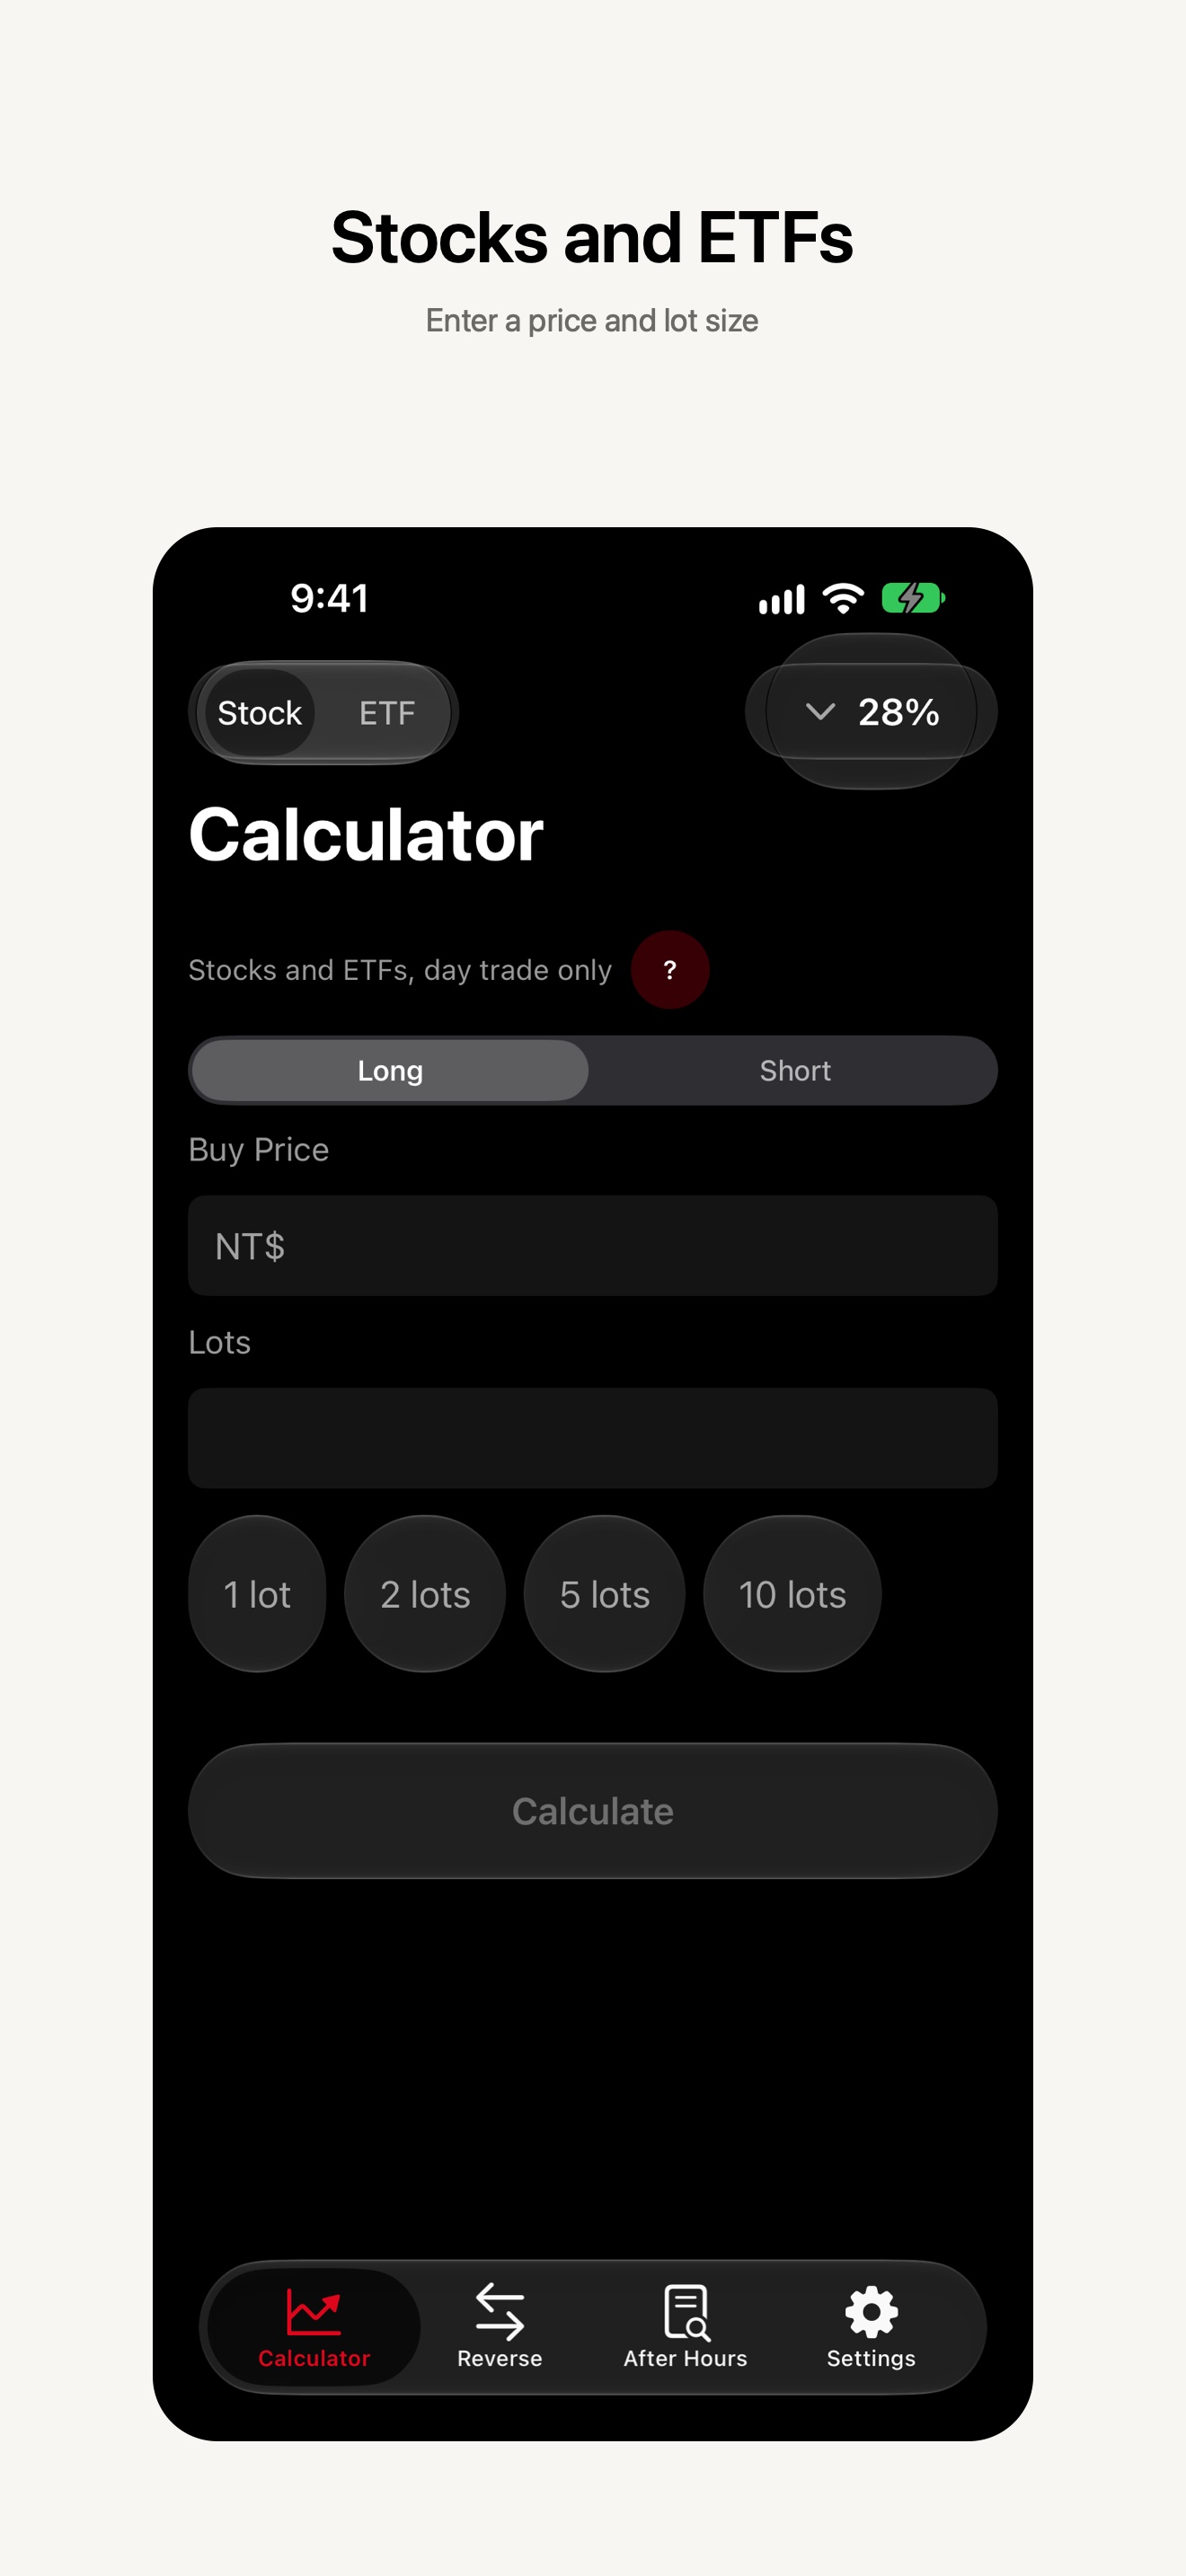 Stocks and ETFs
Enter a price and lot size
9:41
Stock ETF 28%
Calculator
Stocks and ETFs, day trade only ?
Long Short
Buy Price
NT$
Lots
1 lot 2 lots 5 lots 10 lots
Calculate
Calculator Reverse After Hours Settings